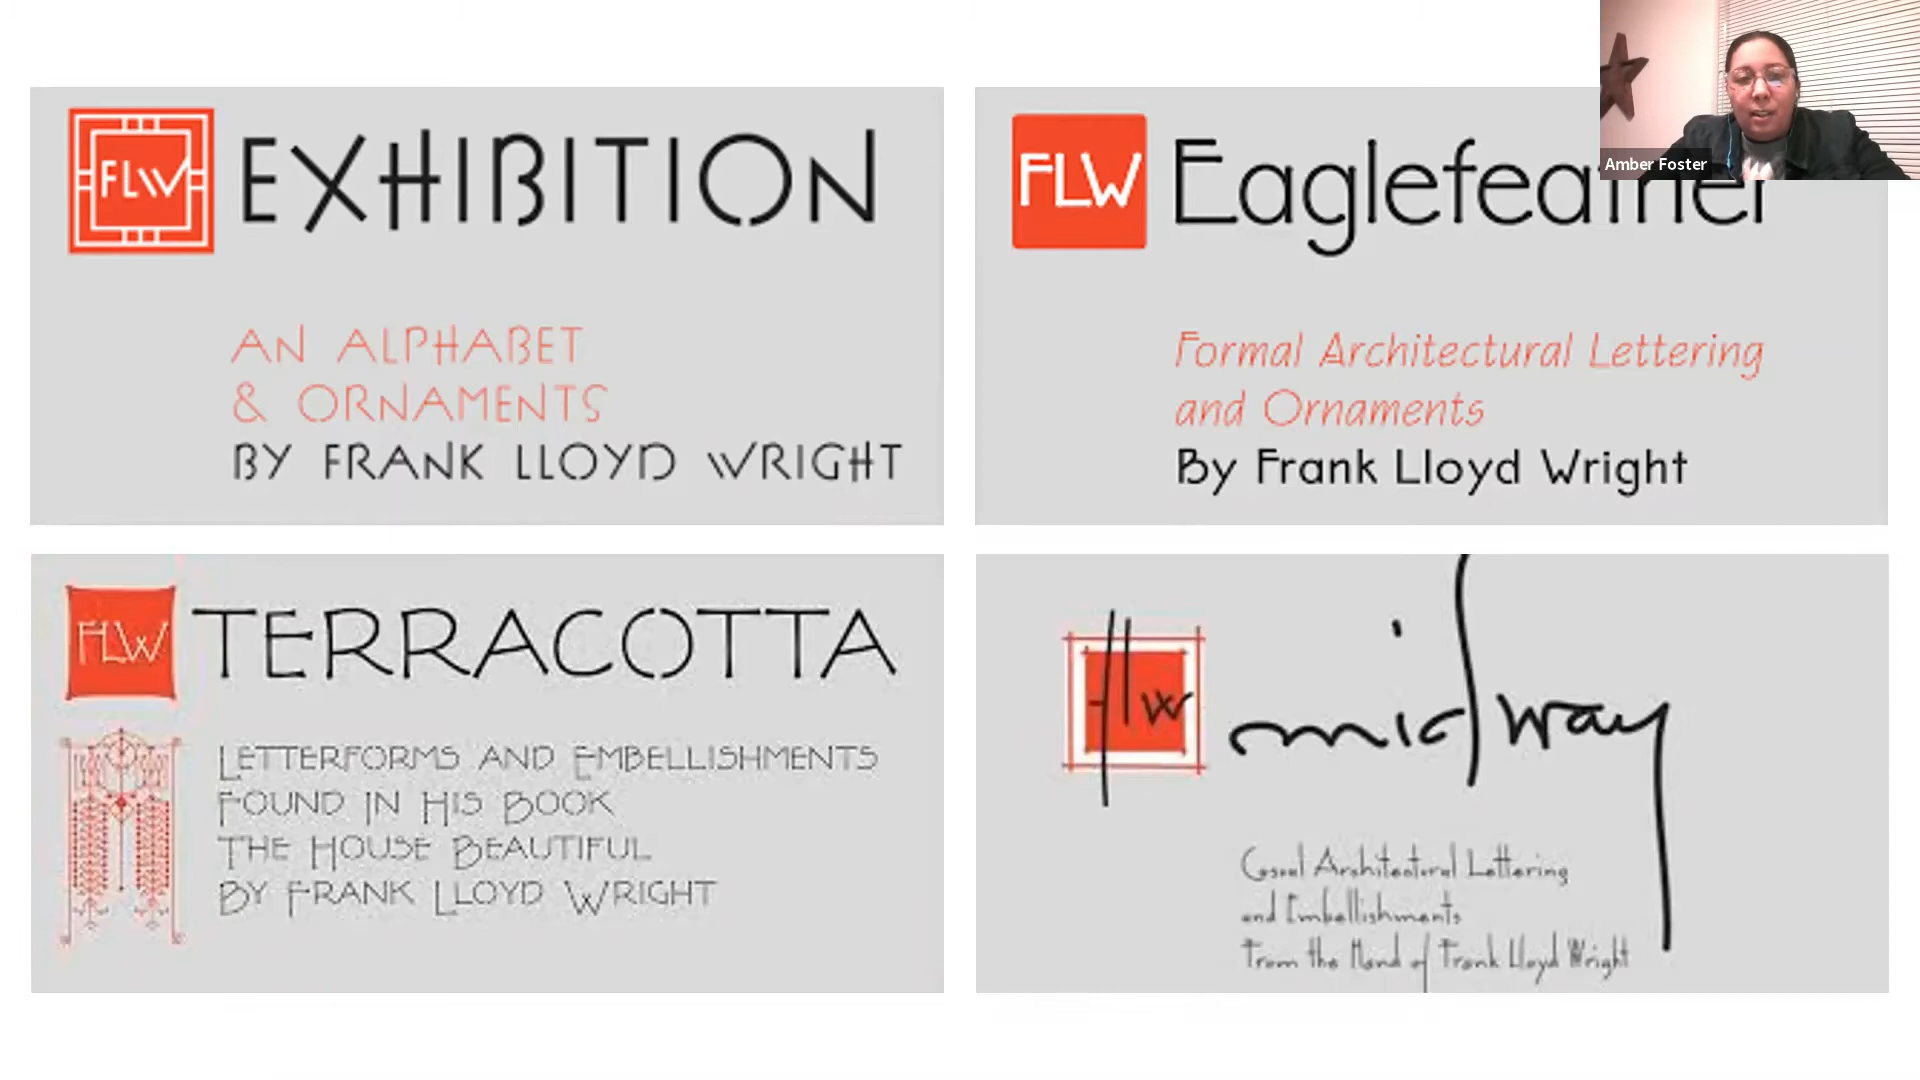 FLW EXHIBITION
AN ALPHABET
& ORNAMENTS
BY FRANK LLOYD WRIGHT
FLW Eaglefeather
Formal Architectural Lettering
and Ornaments
By Frank Lloyd Wright
Amber Foster
FLW TERRACOTTA
LETTERFORMS AND EMBELLISHMENTS
FOUND IN HIS BOOK
THE HOUSE BEAUTIFUL
BY FRANK LLOYD WRIGHT
flw midway
Casual Architectural Lettering
and Embellishments
From the Hand of Frank Lloyd Wright